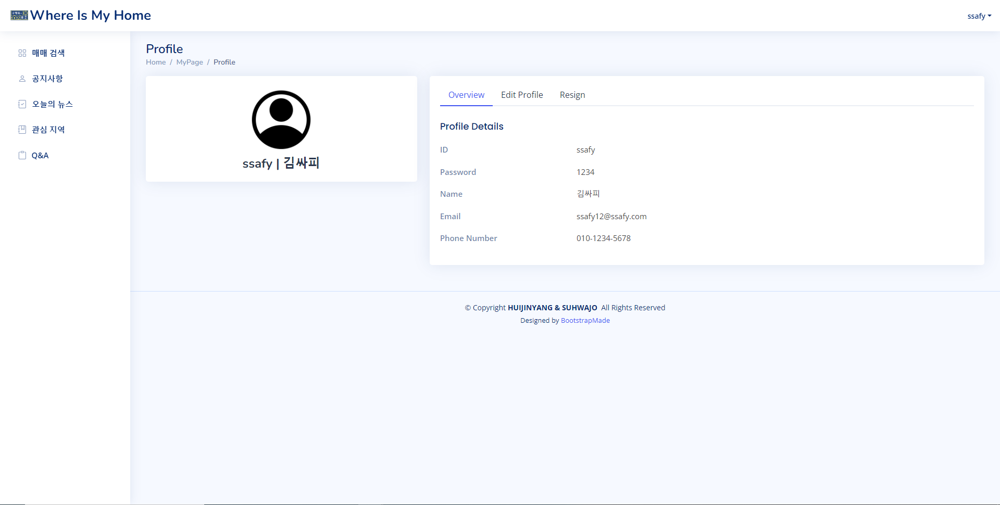 Where Is My Home
ssafy
매매 검색
공지사항
오늘의 뉴스
관심 지역
Q&A
Profile
Home / MyPage / Profile
ssafy | 김싸피
Overview Edit Profile Resign
Profile Details
ID ssafy
Password 1234
Name 김싸피
Email ssafy12@ssafy.com
Phone Number 010-1234-5678
© Copyright HUIJINYANG & SUHWAJO All Rights Reserved
Designed by BootstrapMade